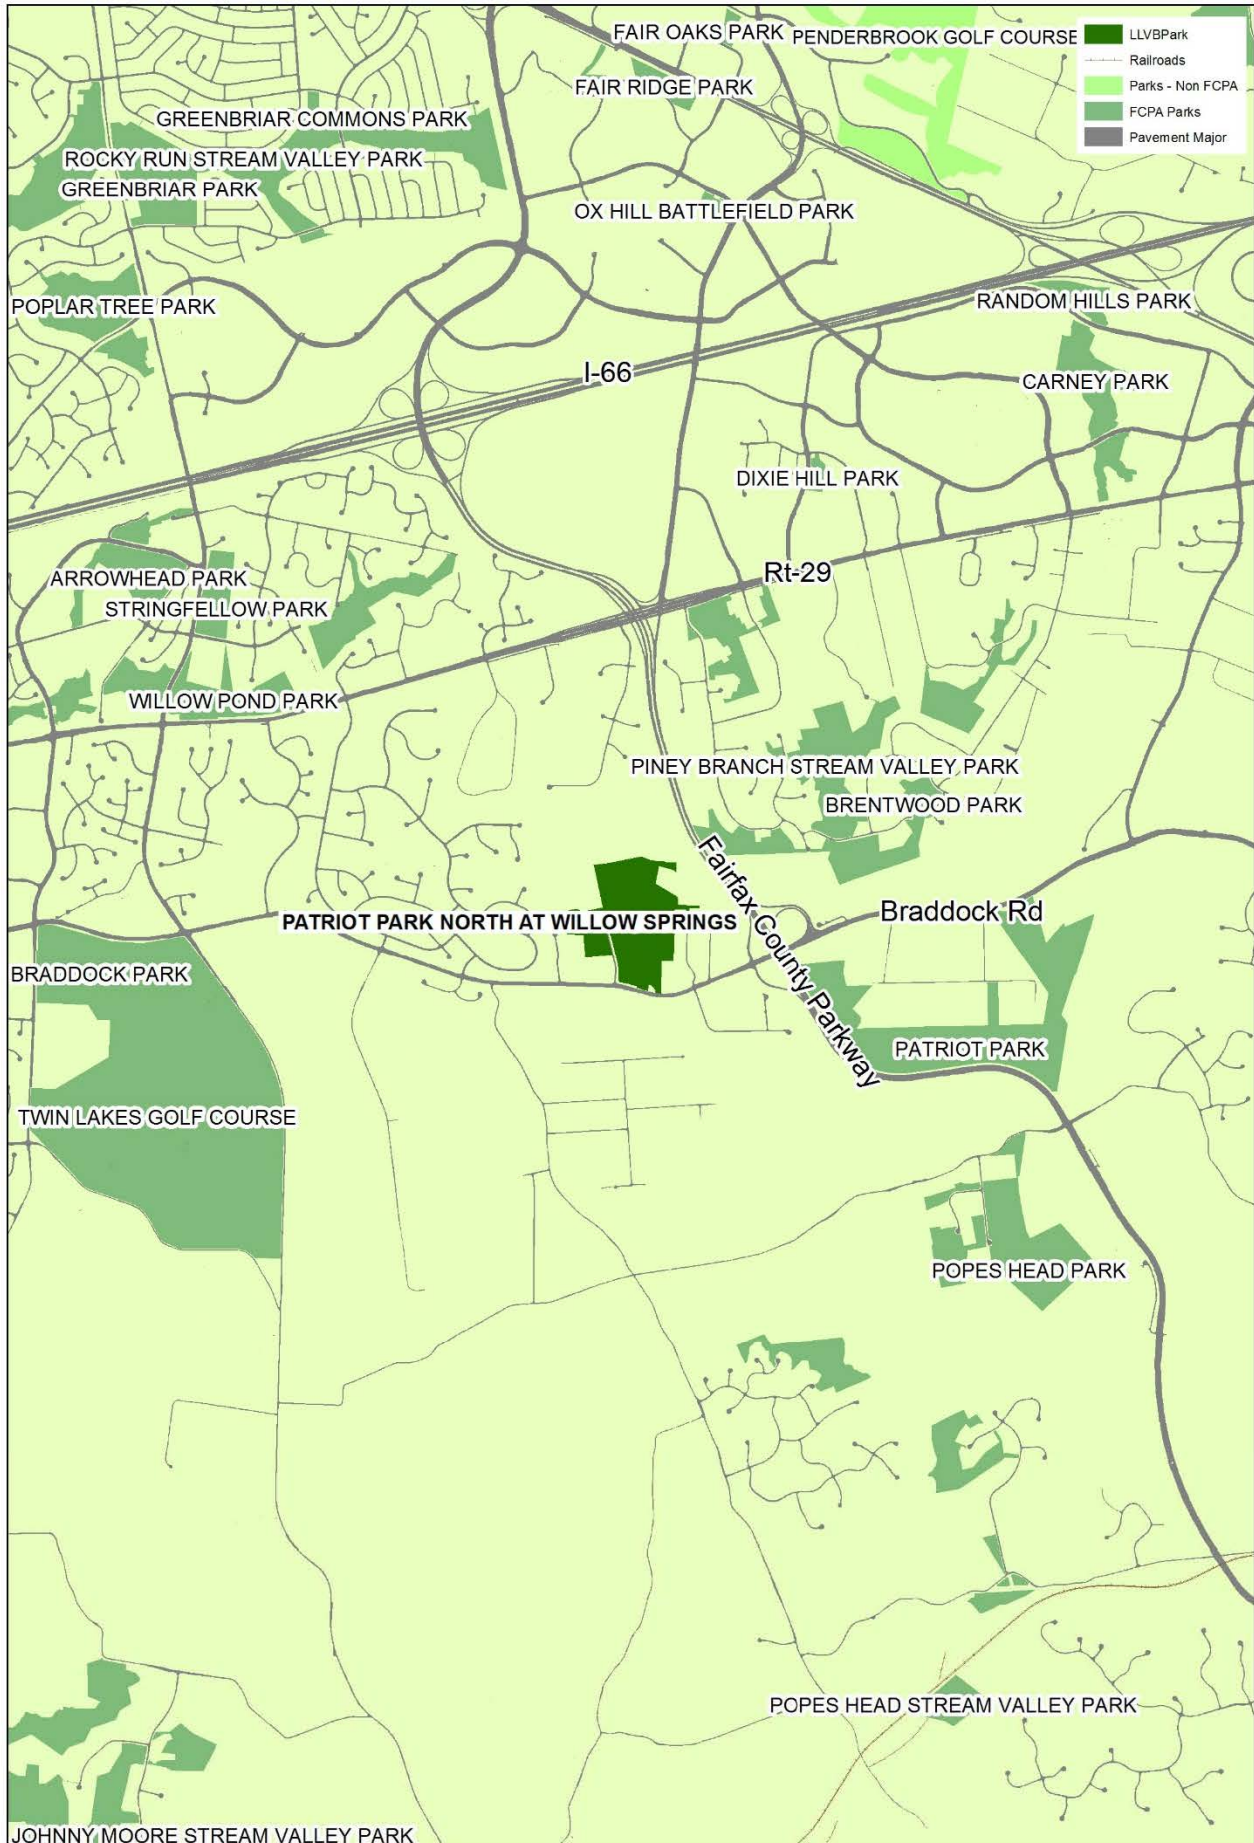 FAIR OAKS PARK
PENDERBROOK GOLF COURSE
LLVBPark
Railroads
Parks - Non FCPA
FCPA Parks
Pavement Major
FAIR RIDGE PARK
GREENBRIAR COMMONS PARK
ROCKY RUN STREAM VALLEY PARK
GREENBRIAR PARK
OX HILL BATTLEFIELD PARK
POPLAR TREE PARK
RANDOM HILLS PARK
I-66
CARNEY PARK
DIXIE HILL PARK
Rt-29
ARROWHEAD PARK
STRINGFELLOW PARK
WILLOW POND PARK
PINEY BRANCH STREAM VALLEY PARK
BRENTWOOD PARK
Fairfax County Parkway
Braddock Rd
PATRIOT PARK NORTH AT WILLOW SPRINGS
BRADDOCK PARK
PATRIOT PARK
TWIN LAKES GOLF COURSE
POPES HEAD PARK
POPES HEAD STREAM VALLEY PARK
JOHNNY MOORE STREAM VALLEY PARK